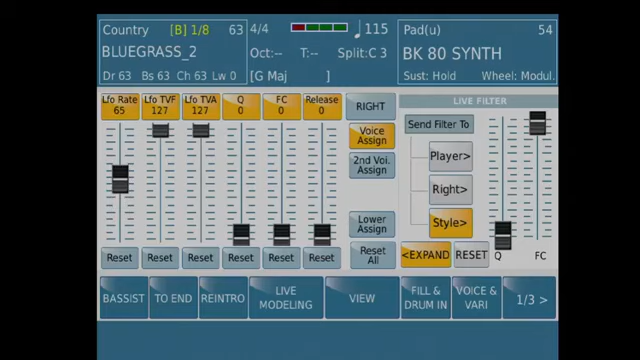 Country [B] 1/8 63
BLUEGRASS_2
Dr 63 Bs 63 Ch 63 Lw 0
4/4 115
Oct:-- T:-- Split:C 3
[G Maj ]
Pad(u) 54
BK 80 SYNTH
Sust: Hold Wheel: Modul.
Lfo Rate Lfo TVF Lfo TVA Q FC Release
65 127 127 0 0 0
Reset Reset Reset Reset Reset Reset
RIGHT
Voice
Assign
2nd Voi.
Assign
Lower
Assign
Reset
All
LIVE FILTER
Send Filter To
Player>
Right>
Style>
<EXPAND RESET Q FC
BASSIST
TO END
REINTRO
LIVE
MODELING
VIEW
FILL &
DRUM IN
VOICE &
VARI
1/3 >